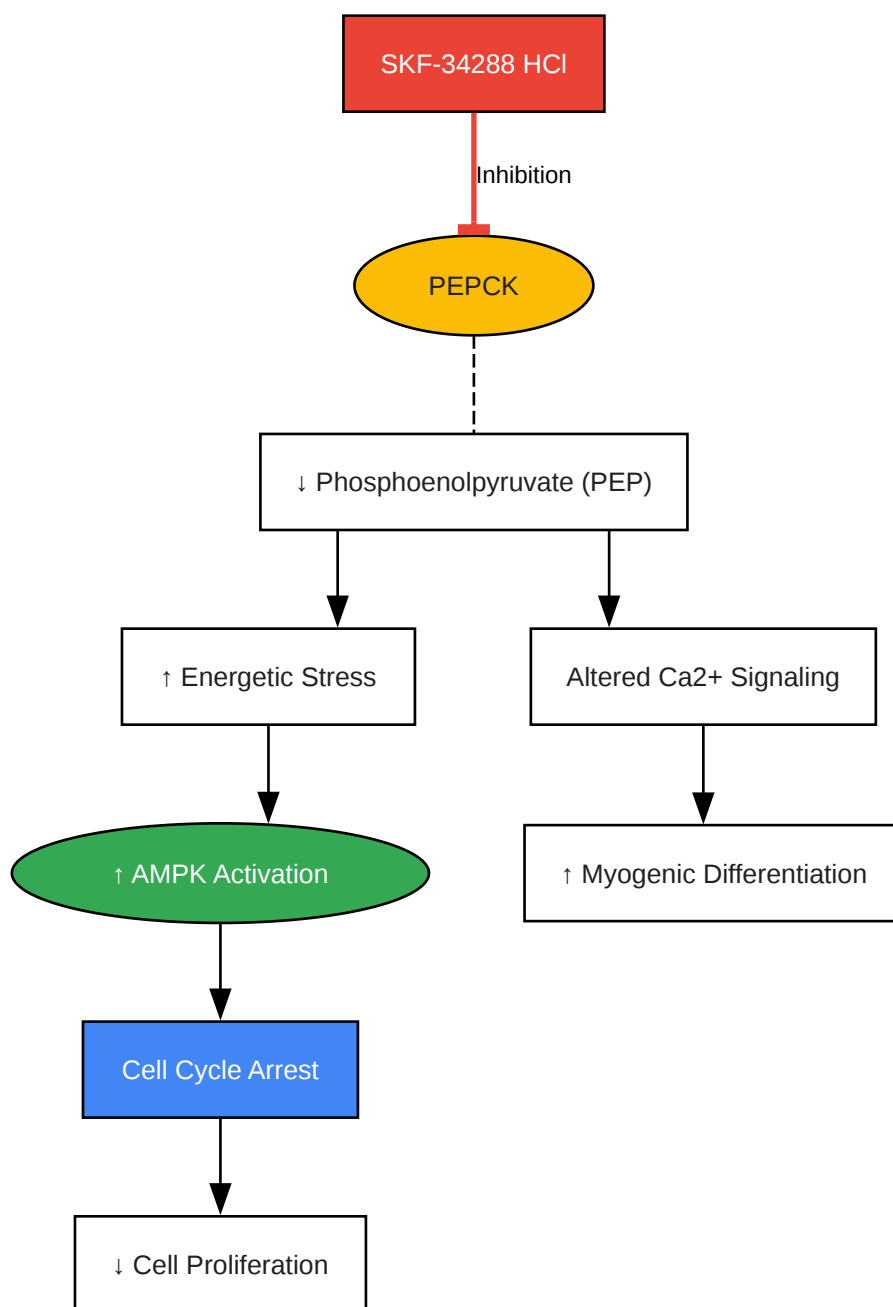 SKF-34288 HCl
Inhibition
PEPCK
↓ Phosphoenolpyruvate (PEP)
↑ Energetic Stress
Altered Ca2+ Signaling
↑ AMPK Activation
↑ Myogenic Differentiation
Cell Cycle Arrest
↓ Cell Proliferation